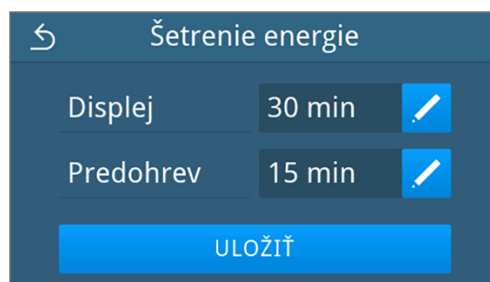 Šetrenie energie
Displej 30 min
Predohrev 15 min
ULOŽIŤ